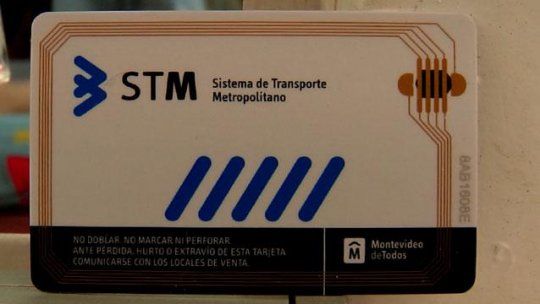 STM
Sistema de Transporte
Metropolitano
8AB1608E
NO DOBLAR. NO MARCAR NI PERFORAR.
ANTE PÉRDIDA, HURTO O EXTRAVÍO DE ESTA TARJETA
COMUNICARSE CON LOS LOCALES DE VENTA.
M
Montevideo
deTodos